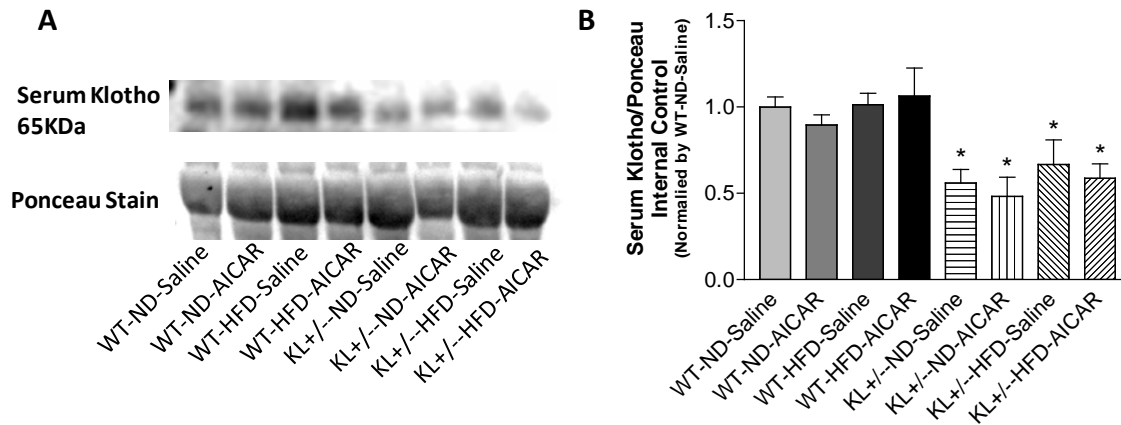 A
Serum Klotho
65KDa
Ponceau Stain
WT-ND-Saline
WT-ND-AICAR
WT-HFD-Saline
WT-HFD-AICAR
KL+/--ND-Saline
KL+/--ND-AICAR
KL+/--HFD-Saline
KL+/--HFD-AICAR
B
Serum Klotho/Ponceau
Internal Control
(Normalied by WT-ND-Saline)
1.5
1.0
0.5
0.0
*
*
*
*
WT-ND-Saline
WT-ND-AICAR
WT-HFD-Saline
WT-HFD-AICAR
KL+/--ND-Saline
KL+/--ND-AICAR
KL+/--HFD-Saline
KL+/--HFD-AICAR